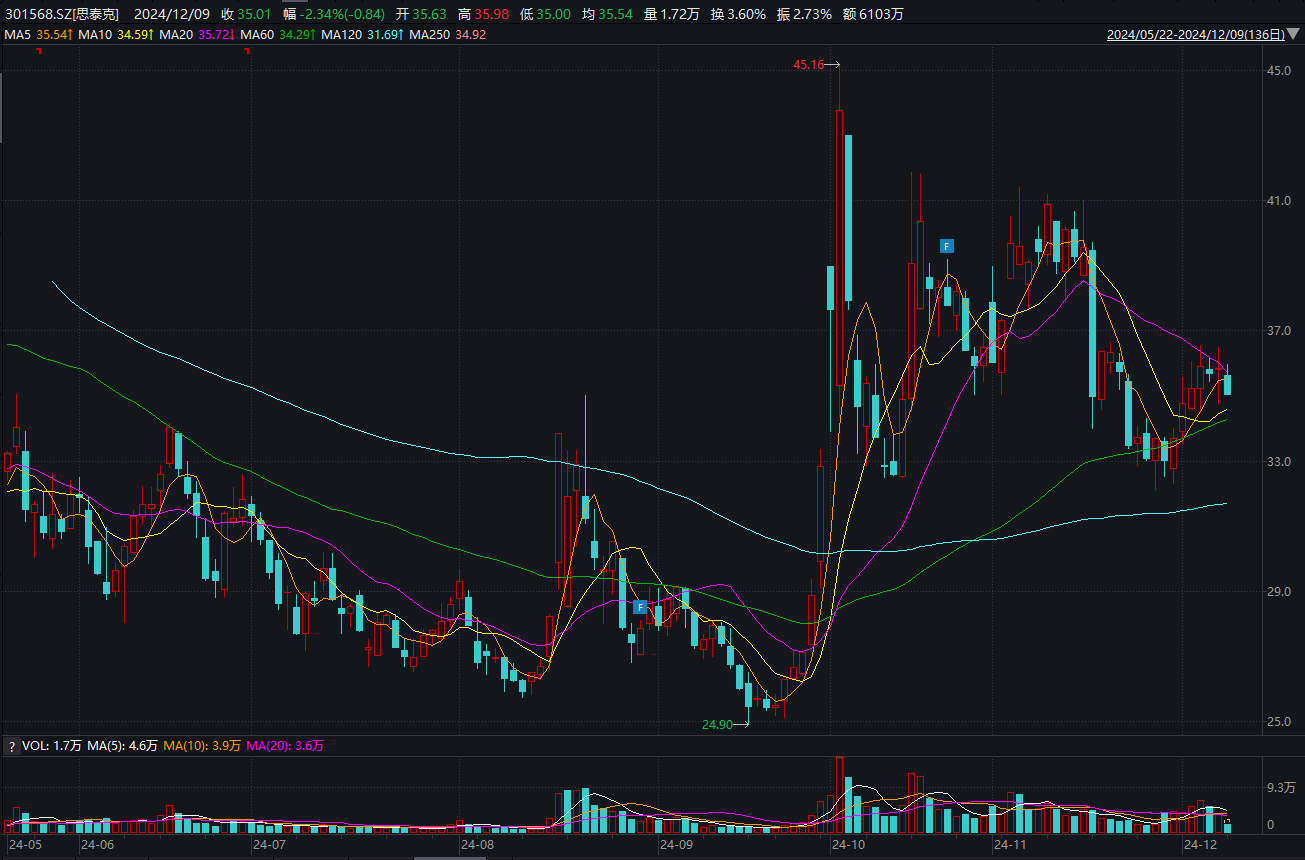 301568.SZ[思泰克] 2024/12/09 收 35.01 幅 -2.34%(-0.84) 开 35.63 高 35.98 低 35.00 均 35.54 量 1.72万 换 3.60% 振 2.73% 额 6103万
MA5 35.54↑ MA10 34.59↑ MA20 35.72↓ MA60 34.29↑ MA120 31.69↑ MA250 34.92 2024/05/22-2024/12/09(136日)▼
45.16
45.0
41.0
F
37.0
33.0
29.0
F
24.90
25.0
? VOL: 1.7万 MA(5): 4.6万 MA(10): 3.9万 MA(20): 3.6万
9.3万
0
24-05 24-06 24-07 24-08 24-09 24-10 24-11 24-12